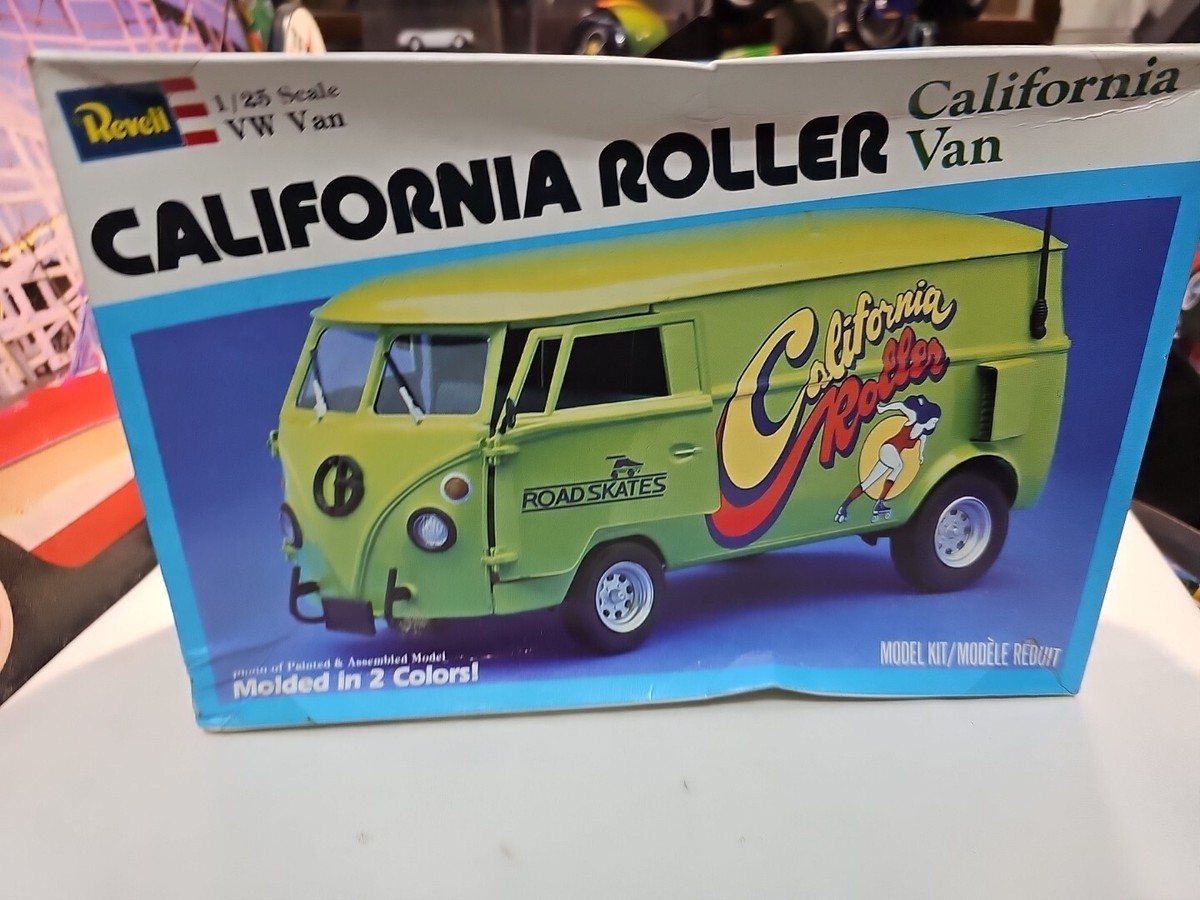 Revell
1/25 Scale
VW Van
CALIFORNIA ROLLER
California
Van
California
Roller
ROAD SKATES
Photo of Painted & Assembled Model
Molded in 2 Colors!
MODEL KIT/MODÈLE RÉDUIT